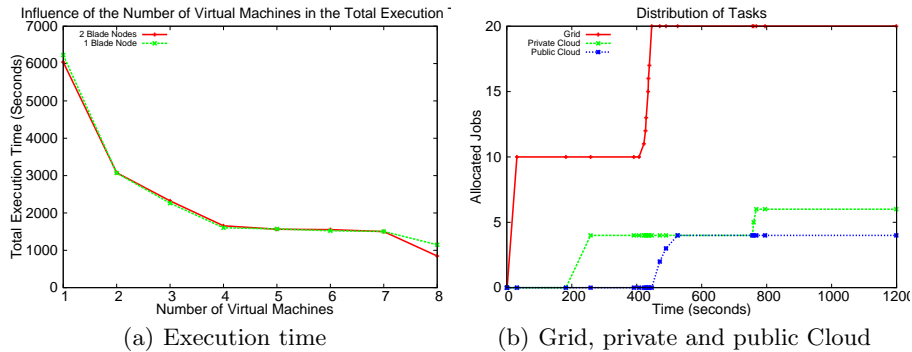 Influence of the Number of Virtual Machines in the Total Execution
2 Blade Nodes
1 Blade Node
7000
6000
5000
4000
3000
2000
1000
0
Total Execution Time (Seconds)
1 2 3 4 5 6 7 8
Number of Virtual Machines
(a) Execution time
Distribution of Tasks
Grid
Private Cloud
Public Cloud
20
15
10
5
0
Allocated Jobs
0 200 400 600 800 1000 1200
Time (seconds)
(b) Grid, private and public Cloud